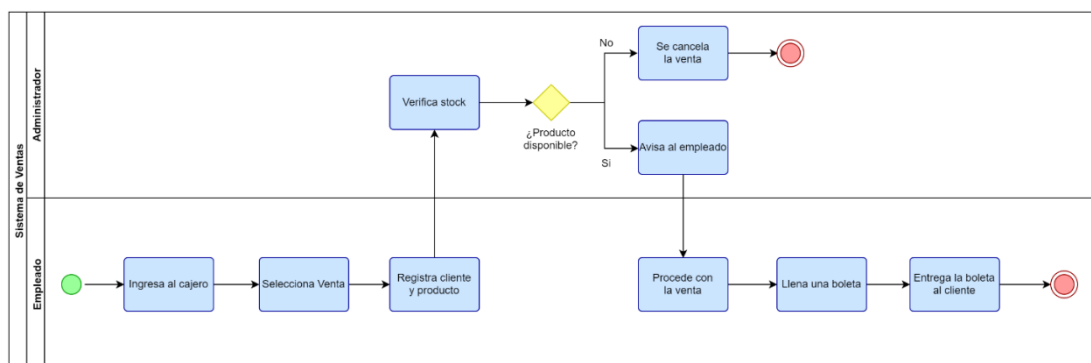 Sistema de Ventas
Administrador
Verifica stock
¿Producto
disponible?
No
Se cancela
la venta
Si
Avisa al empleado
Empleado
Ingresa al cajero
Selecciona Venta
Registra cliente
y producto
Procede con
la venta
Llena una boleta
Entrega la boleta
al cliente